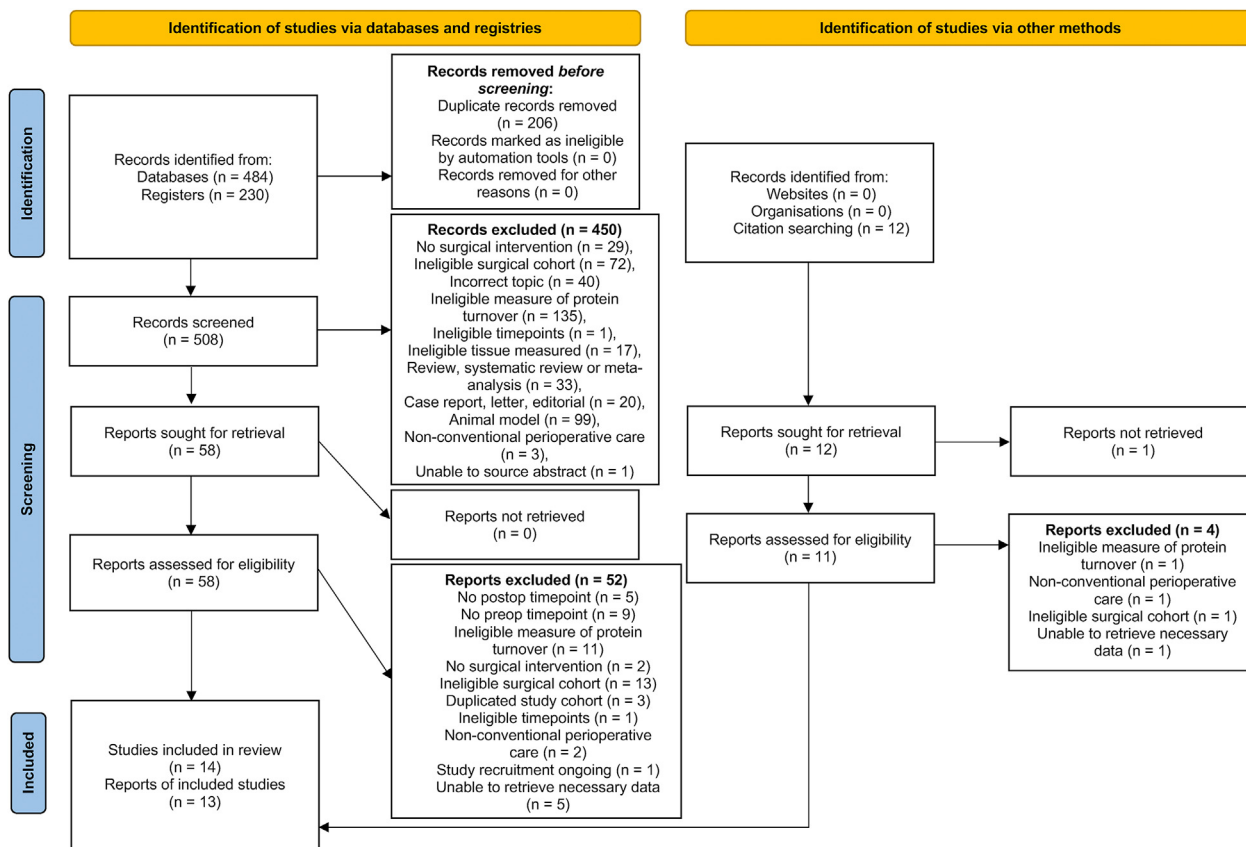 Identification of studies via databases and registries
Identification of studies via other methods
Identification
Records identified from:
Databases (n = 484)
Registers (n = 230)
Records removed before
screening:
Duplicate records removed
(n = 206)
Records marked as ineligible
by automation tools (n = 0)
Records removed for other
reasons (n = 0)
Records identified from:
Websites (n = 0)
Organisations (n = 0)
Citation searching (n = 12)
Screening
Records screened
(n = 508)
Records excluded (n = 450)
No surgical intervention (n = 29),
Ineligible surgical cohort (n = 72),
Incorrect topic (n = 40)
Ineligible measure of protein
turnover (n = 135),
Ineligible timepoints (n = 1),
Ineligible tissue measured (n = 17),
Review, systematic review or meta-
analysis (n = 33),
Case report, letter, editorial (n = 20),
Animal model (n = 99),
Non-conventional perioperative care
(n = 3),
Unable to source abstract (n = 1)
Reports sought for retrieval
(n = 58)
Reports not retrieved
(n = 0)
Reports sought for retrieval
(n = 12)
Reports not retrieved
(n = 1)
Reports assessed for eligibility
(n = 58)
Reports excluded (n = 52)
No postop timepoint (n = 5)
No preop timepoint (n = 9)
Ineligible measure of protein
turnover (n = 11)
No surgical intervention (n = 2)
Ineligible surgical cohort (n = 13)
Duplicated study cohort (n = 3)
Ineligible timepoints (n = 1)
Non-conventional perioperative
care (n = 2)
Study recruitment ongoing (n = 1)
Unable to retrieve necessary data
(n = 5)
Reports assessed for eligibility
(n = 11)
Reports excluded (n = 4)
Ineligible measure of protein
turnover (n = 1)
Non-conventional perioperative
care (n = 1)
Ineligible surgical cohort (n = 1)
Unable to retrieve necessary
data (n = 1)
Included
Studies included in review
(n = 14)
Reports of included studies
(n = 13)